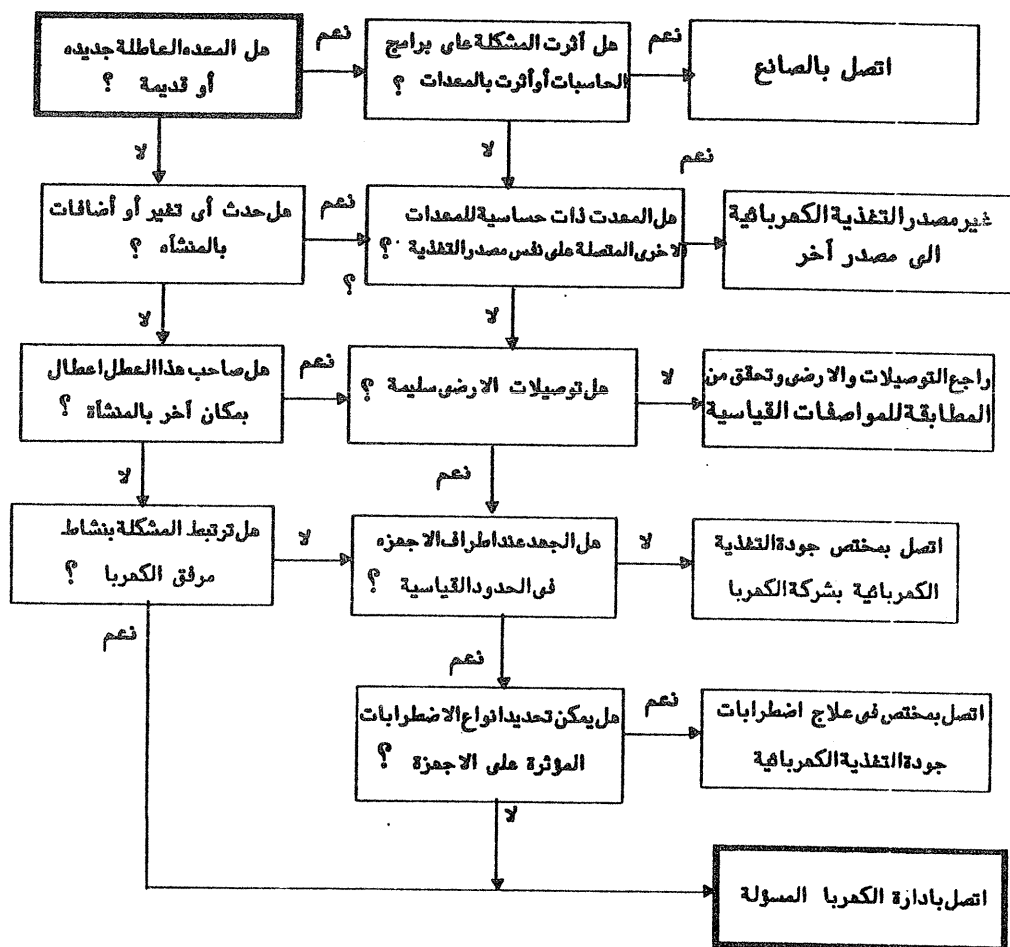 هل المعده العاطلة جديده
أو قديمة ؟
نعم
هل أثرت المشكلة على برامج
الحاسبات أو أثرت بالمعدات ؟
نعم
اتصل بالصانع
لا
لا
نعم
هل حدث أى تغير أو أضافات
بالمنشأه ؟
نعم
هل المعدت ذات حساسية للمعدات
الاخرى المتصلة على نفس مصدر التغذية ؟
؟
غير مصدر التغذية الكهربائية
الى مصدر آخر
لا
لا
هل صاحب هذا العطل اعطال
بمكان آخر بالمنشأة ؟
نعم
هل توصيلات الارضى سليمة ؟
لا
راجع التوصيلات والارضى وتحقق من
المطابقة للمواصفات القياسية
لا
نعم
هل ترتبط المشكلة بنشاط
مرفق الكهربا ؟
لا
هل الجهد عند اطراف الاجهزه
فى الحدود القياسية ؟
لا
اتصل بمختص جودة التغذية
الكهربائية بشركة الكهربا
نعم
نعم
هل يمكن تحديد انواع الاضطرابات
المؤثرة على الاجهزة ؟
نعم
اتصل بمختص فى علاج اضطرابات
جودة التغذية الكهربائية
لا
اتصل بادارة الكهربا المسؤلة